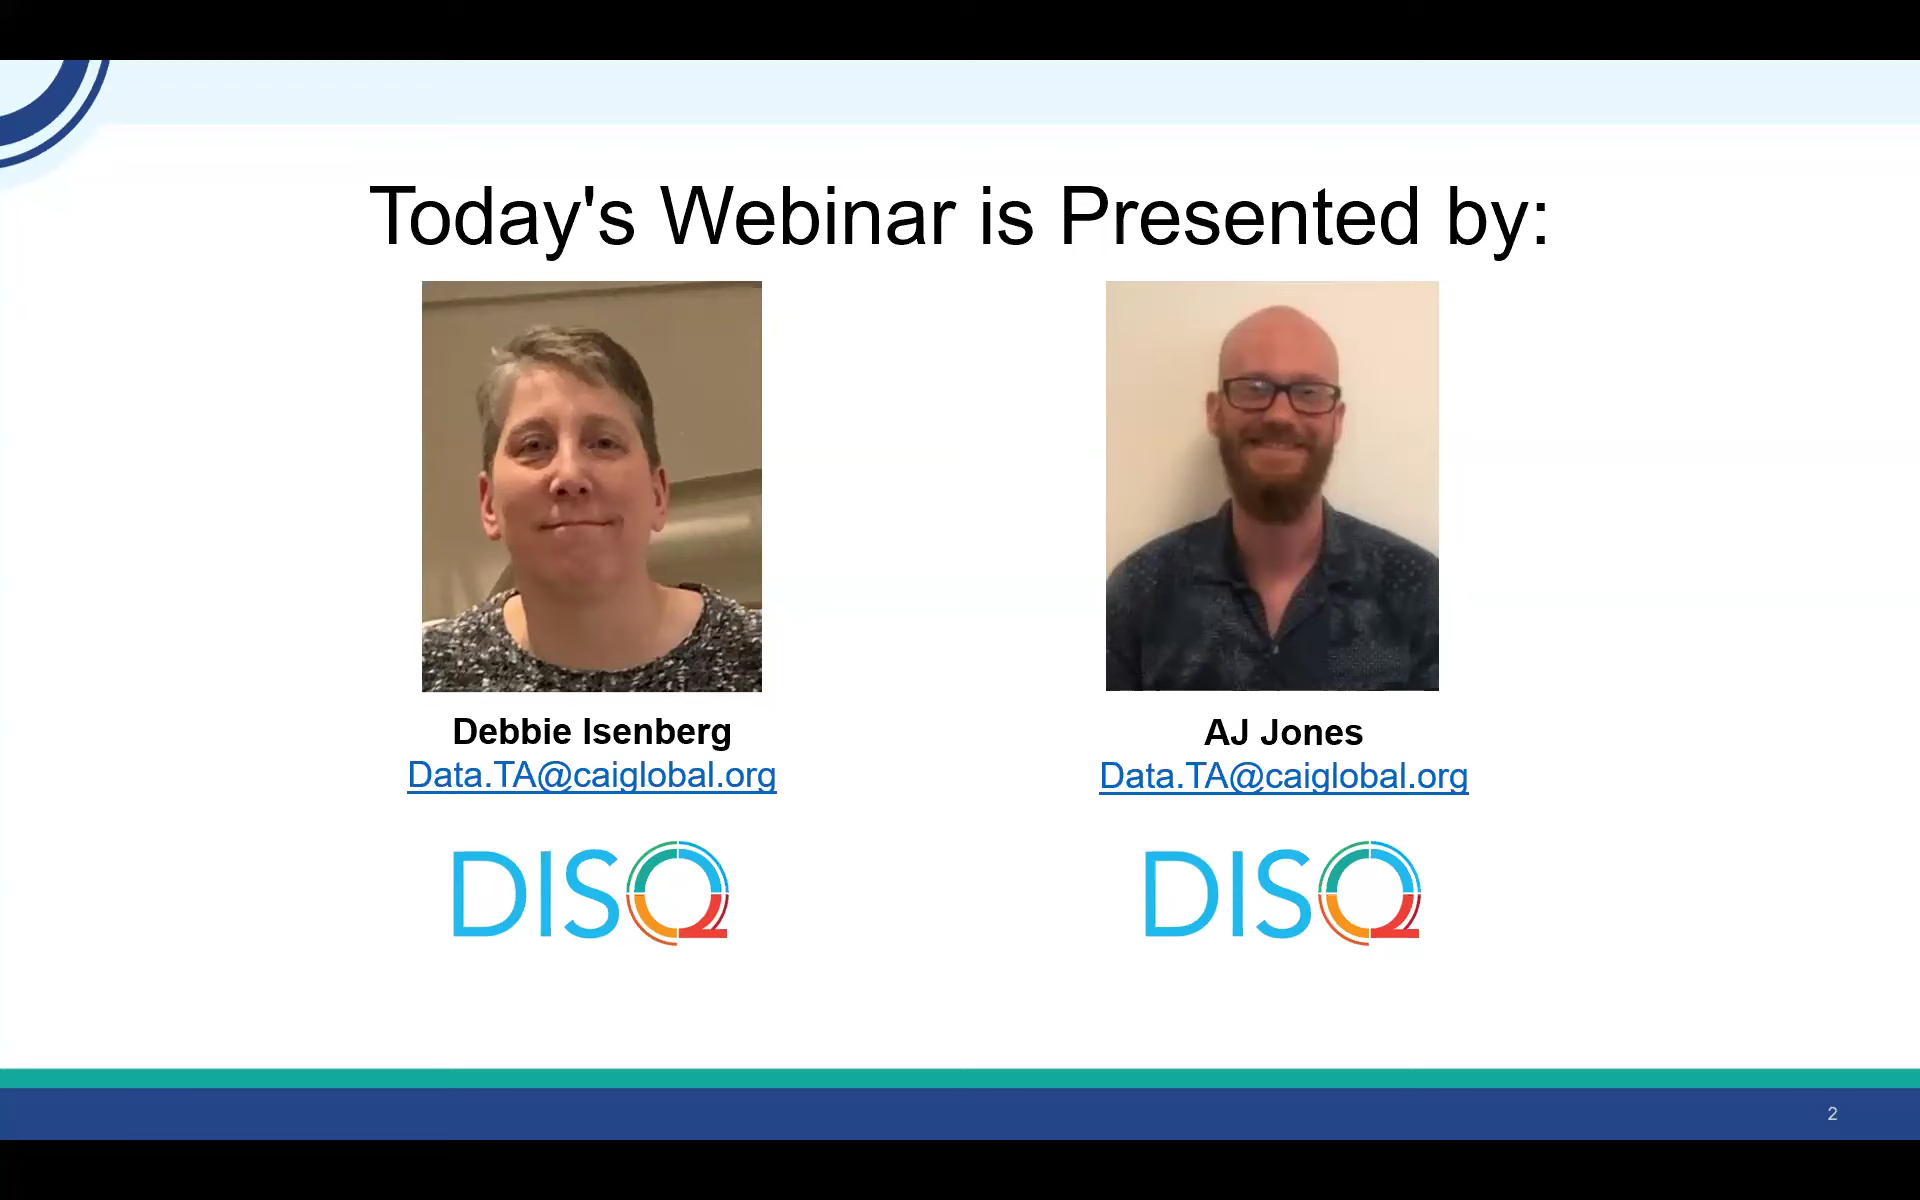 Today's Webinar is Presented by:
Debbie Isenberg
Data.TA@caiglobal.org
DISQ
AJ Jones
Data.TA@caiglobal.org
DISQ
2